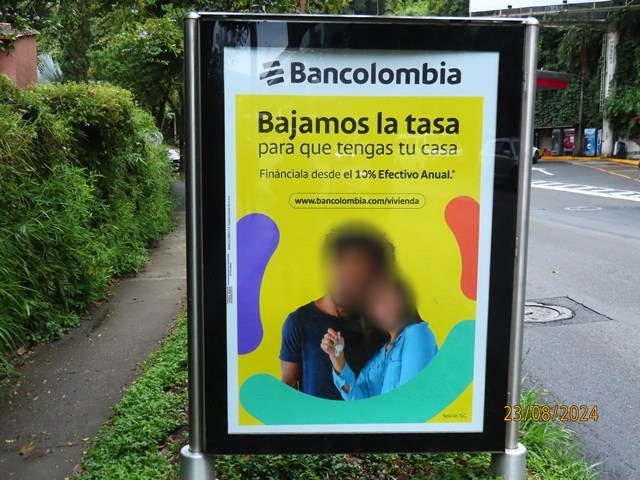 Bancolombia
Bajamos la tasa
para que tengas tu casa
Fináncíala desde el 10% Efectivo Anual.*
www.bancolombia.com/vivienda
23/08/2024